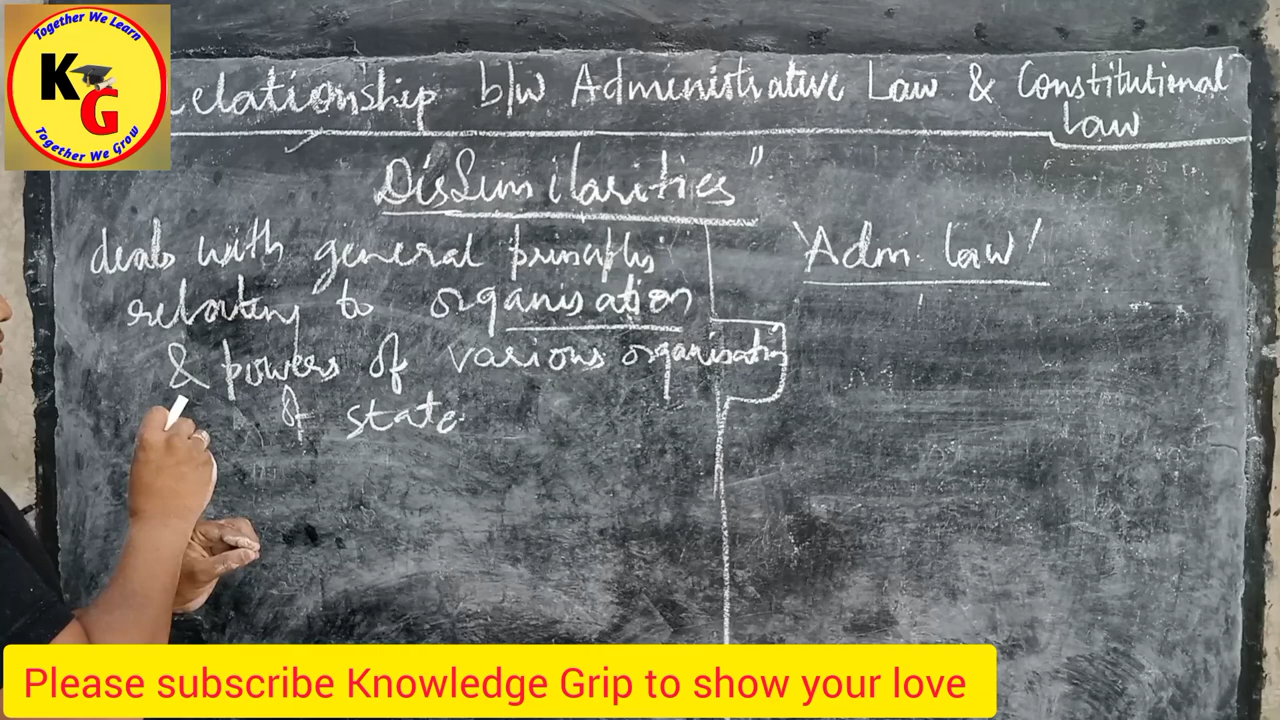 Together We Learn
KG
Together We Grow
elationship b/w Administrative Law & Constitutional
Law
Dissimilarities"
deals with general principles
relating to organisation
& powers of various organisation
of state
'Adm. law'
Please subscribe Knowledge Grip to show your love